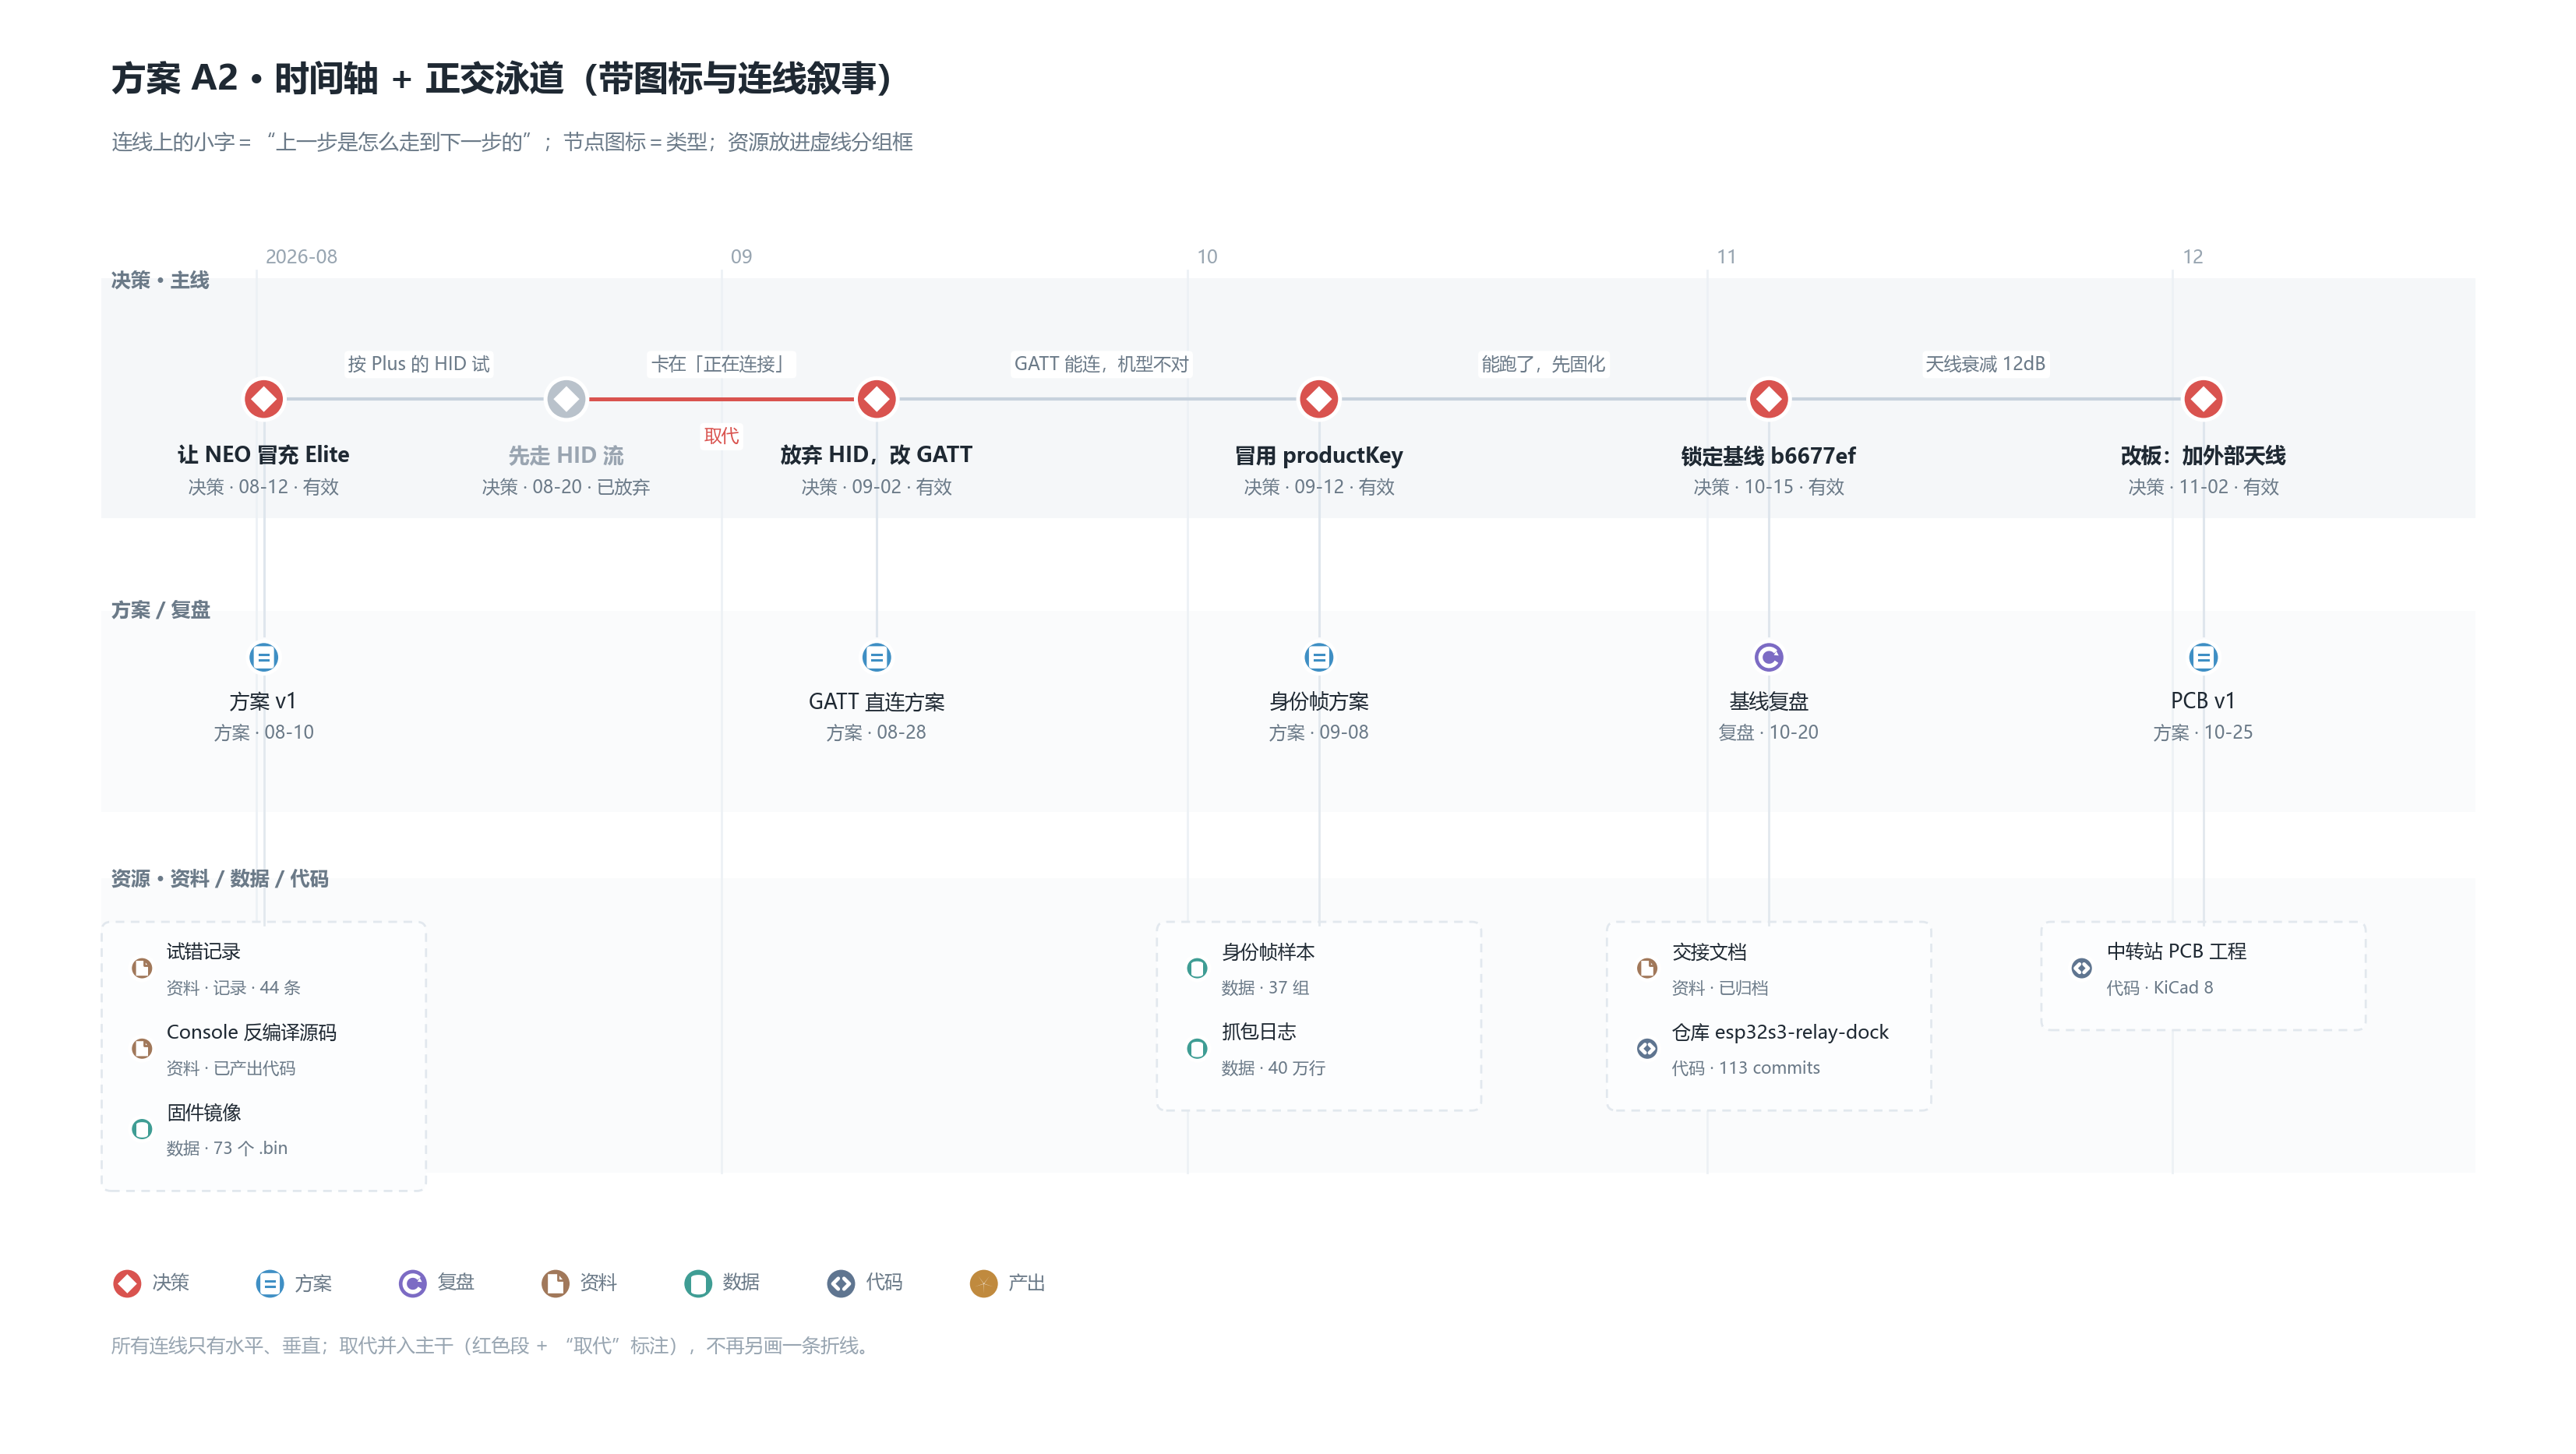 方案 A2 · 时间轴 + 正交泳道（带图标与连线叙事）
连线上的小字 = “上一步是怎么走到下一步的”；节点图标 = 类型；资源放进虚线分组框
2026-08
09
10
11
12
决策 · 主线
按 Plus 的 HID 试
卡在「正在连接」
GATT 能连，机型不对
能跑了，先固化
天线衰减 12dB
取代
让 NEO 冒充 Elite
决策 · 08-12 · 有效
先走 HID 流
决策 · 08-20 · 已放弃
放弃 HID，改 GATT
决策 · 09-02 · 有效
冒用 productKey
决策 · 09-12 · 有效
锁定基线 b6677ef
决策 · 10-15 · 有效
改板：加外部天线
决策 · 11-02 · 有效
方案 / 复盘
方案 v1
方案 · 08-10
GATT 直连方案
方案 · 08-28
身份帧方案
方案 · 09-08
基线复盘
复盘 · 10-20
PCB v1
方案 · 10-25
资源 · 资料 / 数据 / 代码
试错记录
资料 · 记录 · 44 条
Console 反编译源码
资料 · 已产出代码
固件镜像
数据 · 73 个 .bin
身份帧样本
数据 · 37 组
抓包日志
数据 · 40 万行
交接文档
资料 · 已归档
仓库 esp32s3-relay-dock
代码 · 113 commits
中转站 PCB 工程
代码 · KiCad 8
决策
方案
复盘
资料
数据
代码
产出
所有连线只有水平、垂直；取代并入主干（红色段 + “取代”标注），不再另画一条折线。